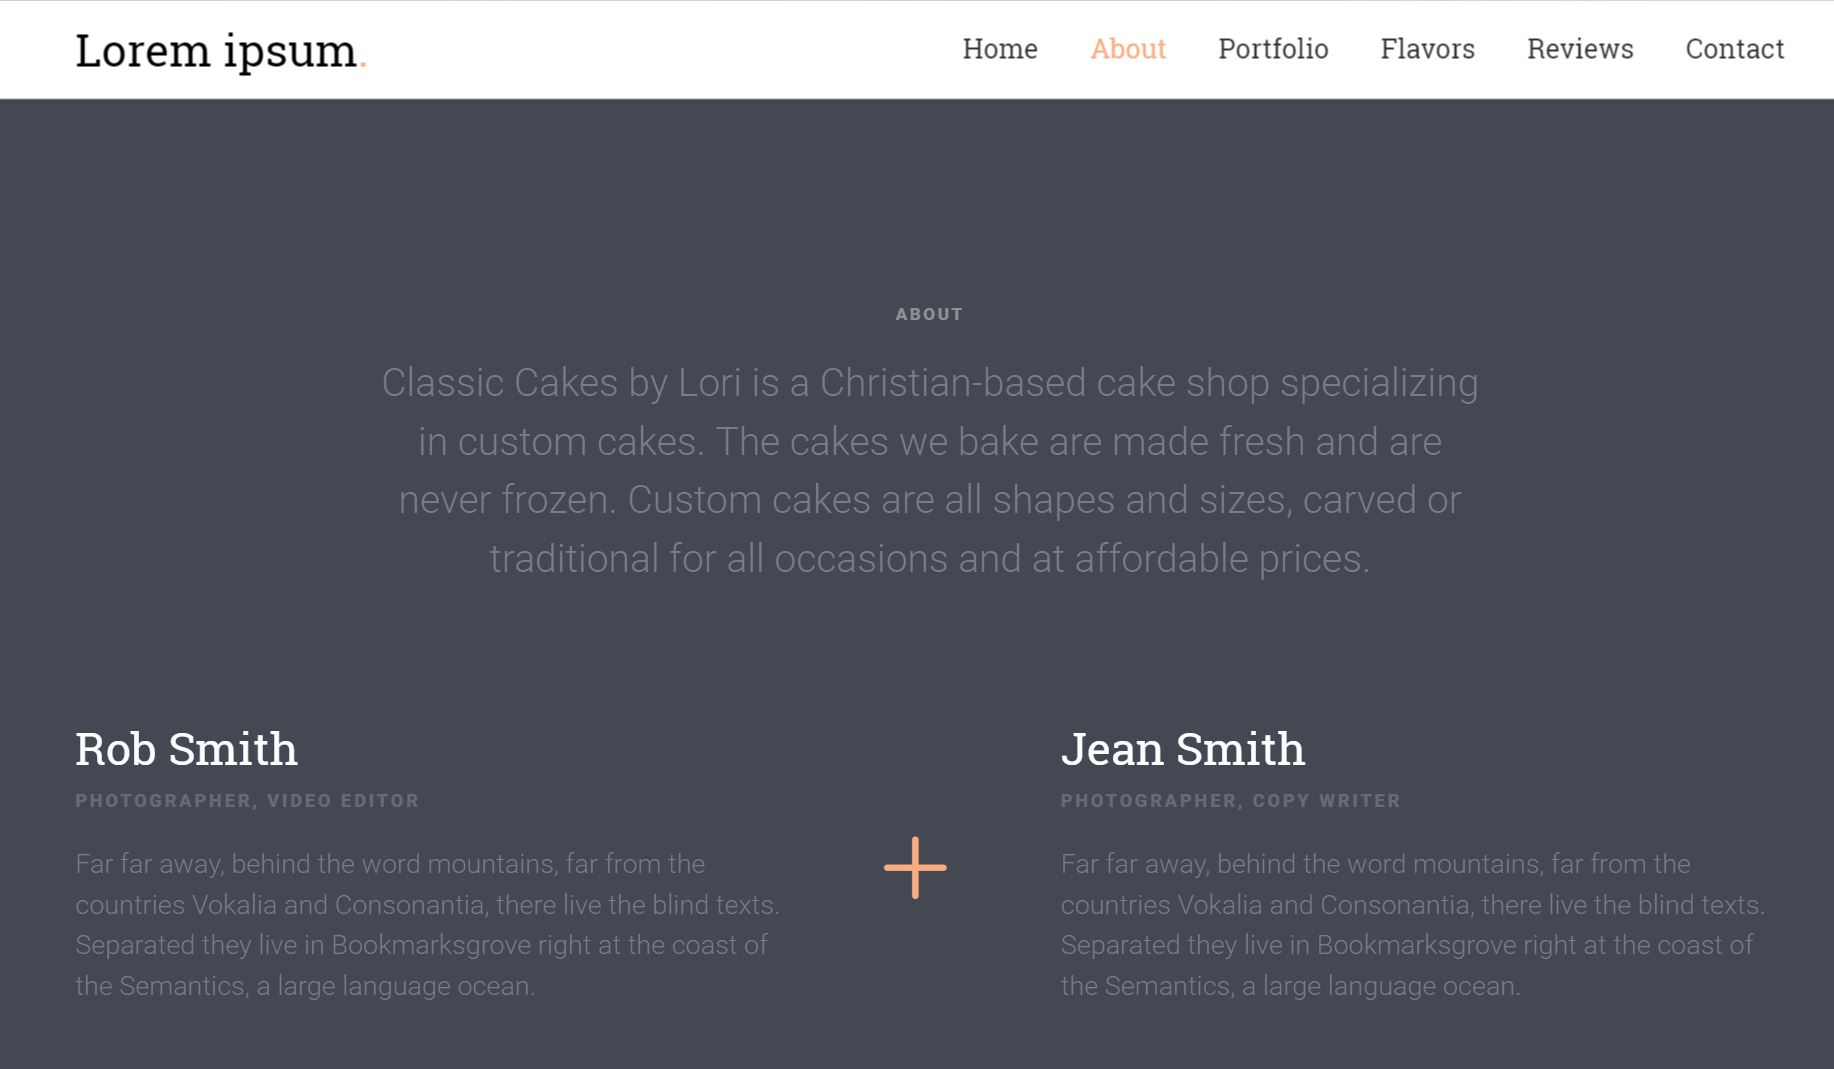 Lorem ipsum.
Home About Portfolio Flavors Reviews Contact
ABOUT
Classic Cakes by Lori is a Christian-based cake shop specializing
in custom cakes. The cakes we bake are made fresh and are
never frozen. Custom cakes are all shapes and sizes, carved or
traditional for all occasions and at affordable prices.
Rob Smith
PHOTOGRAPHER, VIDEO EDITOR
Far far away, behind the word mountains, far from the
countries Vokalia and Consonantia, there live the blind texts.
Separated they live in Bookmarksgrove right at the coast of
the Semantics, a large language ocean.
Jean Smith
PHOTOGRAPHER, COPY WRITER
Far far away, behind the word mountains, far from the
countries Vokalia and Consonantia, there live the blind texts.
Separated they live in Bookmarksgrove right at the coast of
the Semantics, a large language ocean.